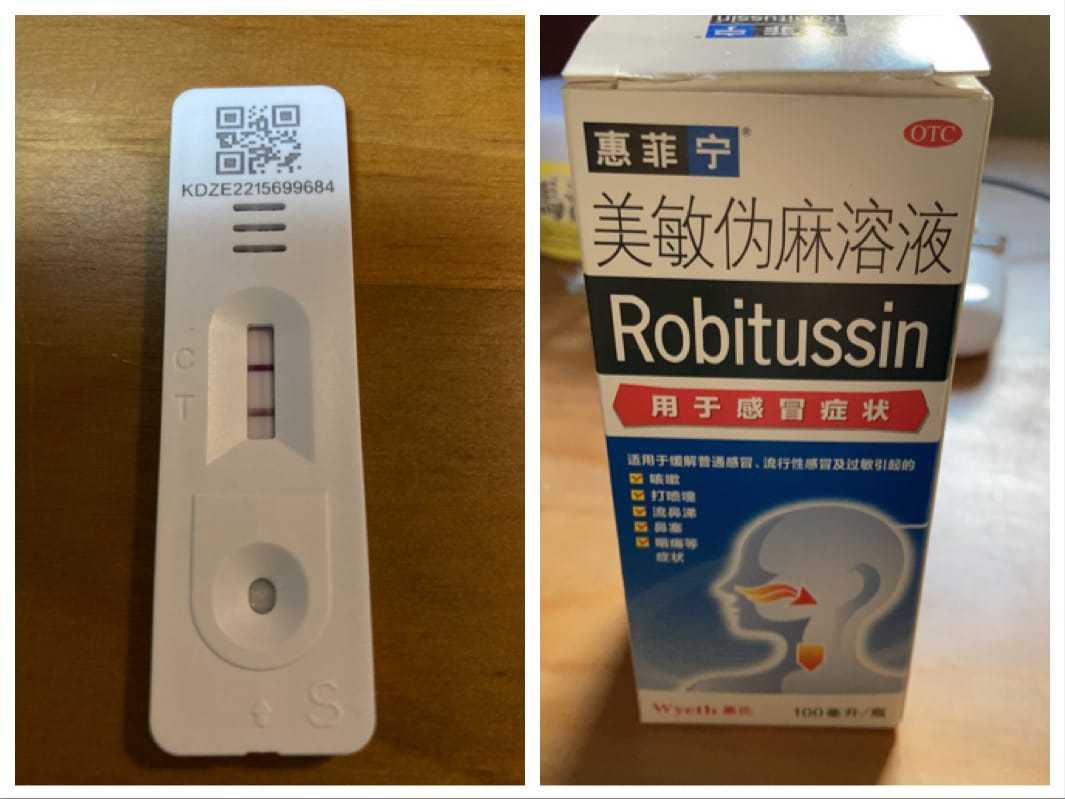 KDZE2215699684
C
T
S
Robitussin
惠菲宁®
OTC
美敏伪麻溶液
Robitussin
用于感冒症状
适用于缓解普通感冒、流行性感冒及过敏引起的
咳嗽
打喷嚏
流鼻涕
鼻塞
咽痛等
症状
Wyeth 惠氏
100毫升/瓶